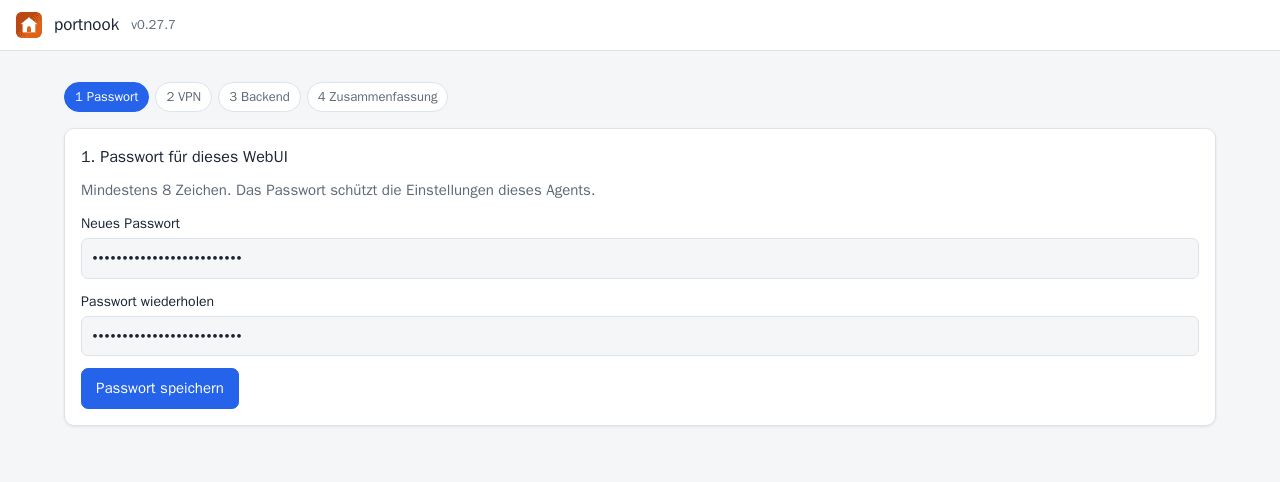 portnook v0.27.7
1 Passwort 2 VPN 3 Backend 4 Zusammenfassung
1. Passwort für dieses WebUI
Mindestens 8 Zeichen. Das Passwort schützt die Einstellungen dieses Agents.
Neues Passwort
•••••••••••••••••••••••••
Passwort wiederholen
•••••••••••••••••••••••••
Passwort speichern